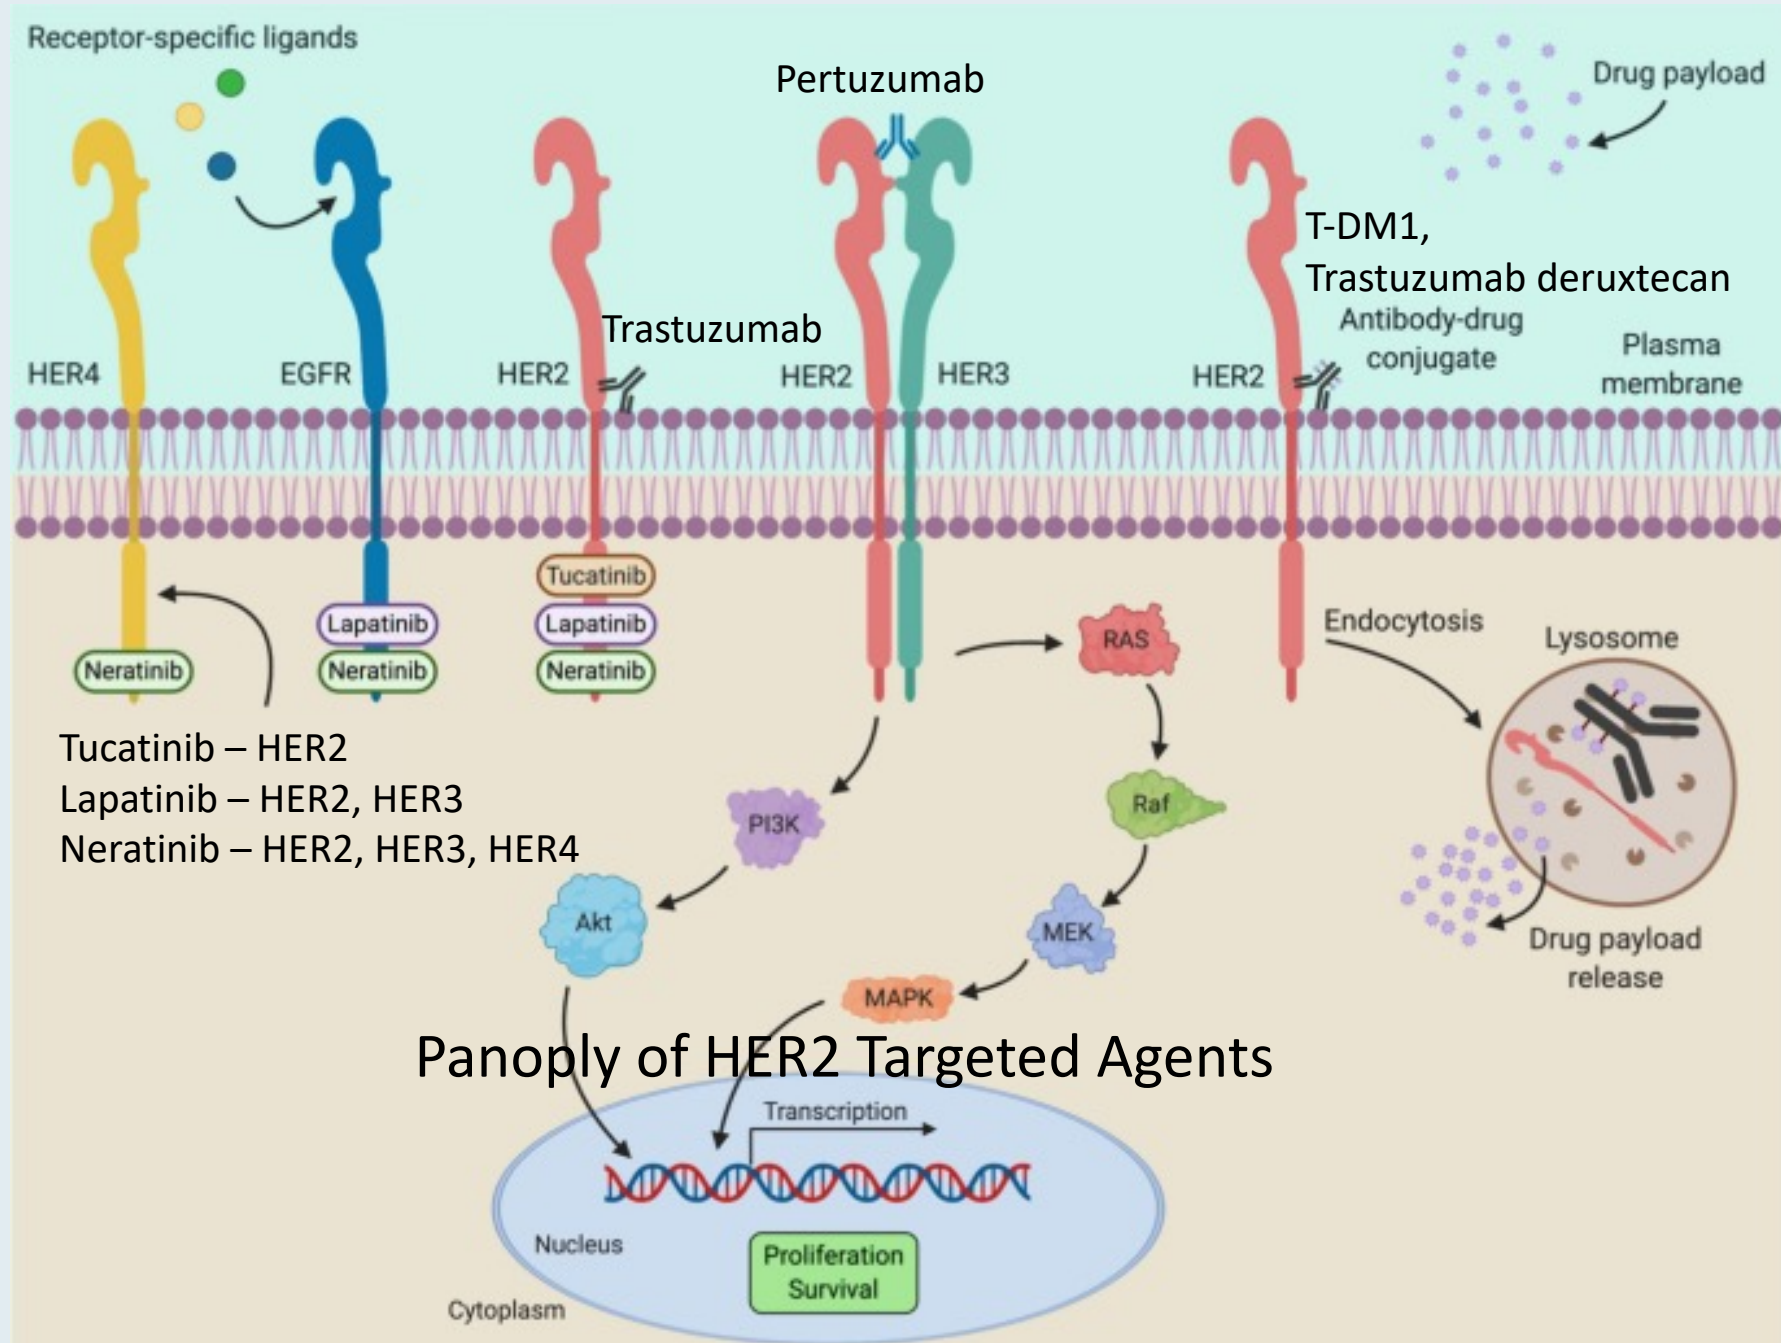 Receptor-specific ligands
Pertuzumab
Drug payload
T-DM1,
Trastuzumab deruxtecan
Antibody-drug
conjugate
Plasma
membrane
Trastuzumab
HER4
EGFR
HER2
HER2
HER3
HER2
Tucatinib
Lapatinib
Lapatinib
Neratinib
Neratinib
Neratinib
RAS
Endocytosis
Lysosome
Tucatinib – HER2
Lapatinib – HER2, HER3
Neratinib – HER2, HER3, HER4
PI3K
Raf
Akt
MEK
MAPK
Drug payload
release
Panoply of HER2 Targeted Agents
Transcription
Nucleus
Proliferation
Survival
Cytoplasm